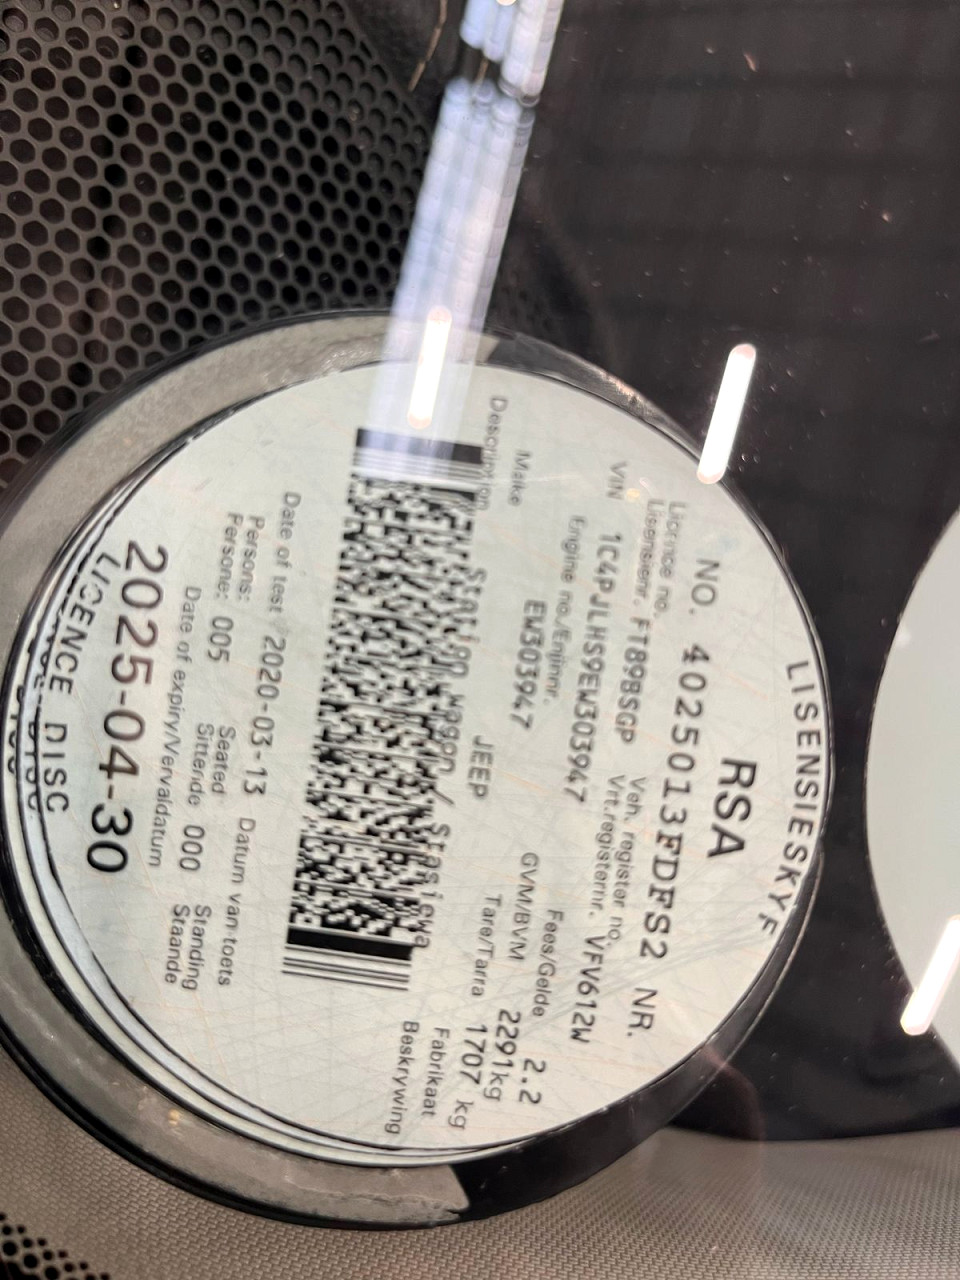 LISENSIESKYF
RSA
NO. 4025013FDFS2 NR.
Licence no.
Lisensienr. FT89BSGP
Veh. register no.
Vrt.registernr. VFV612W
VIN 1C4PJLHS9EW303947
Engine no./Enjinnr. EW303947
Fees/Gelde 2.2
GVM/BVM 2291kg
Make JEEP
Tare/Tarra 1707 kg
Fabrikaat
Description Station wagon/ Stasiewa
Beskrywing
Date of test 2020-03-13 Datum van toets
Persons:
Persone: 005
Seated
Sittende 000
Standing
Staande
Date of expiry/Vervaldatum
2025-04-30
LICENCE DISC